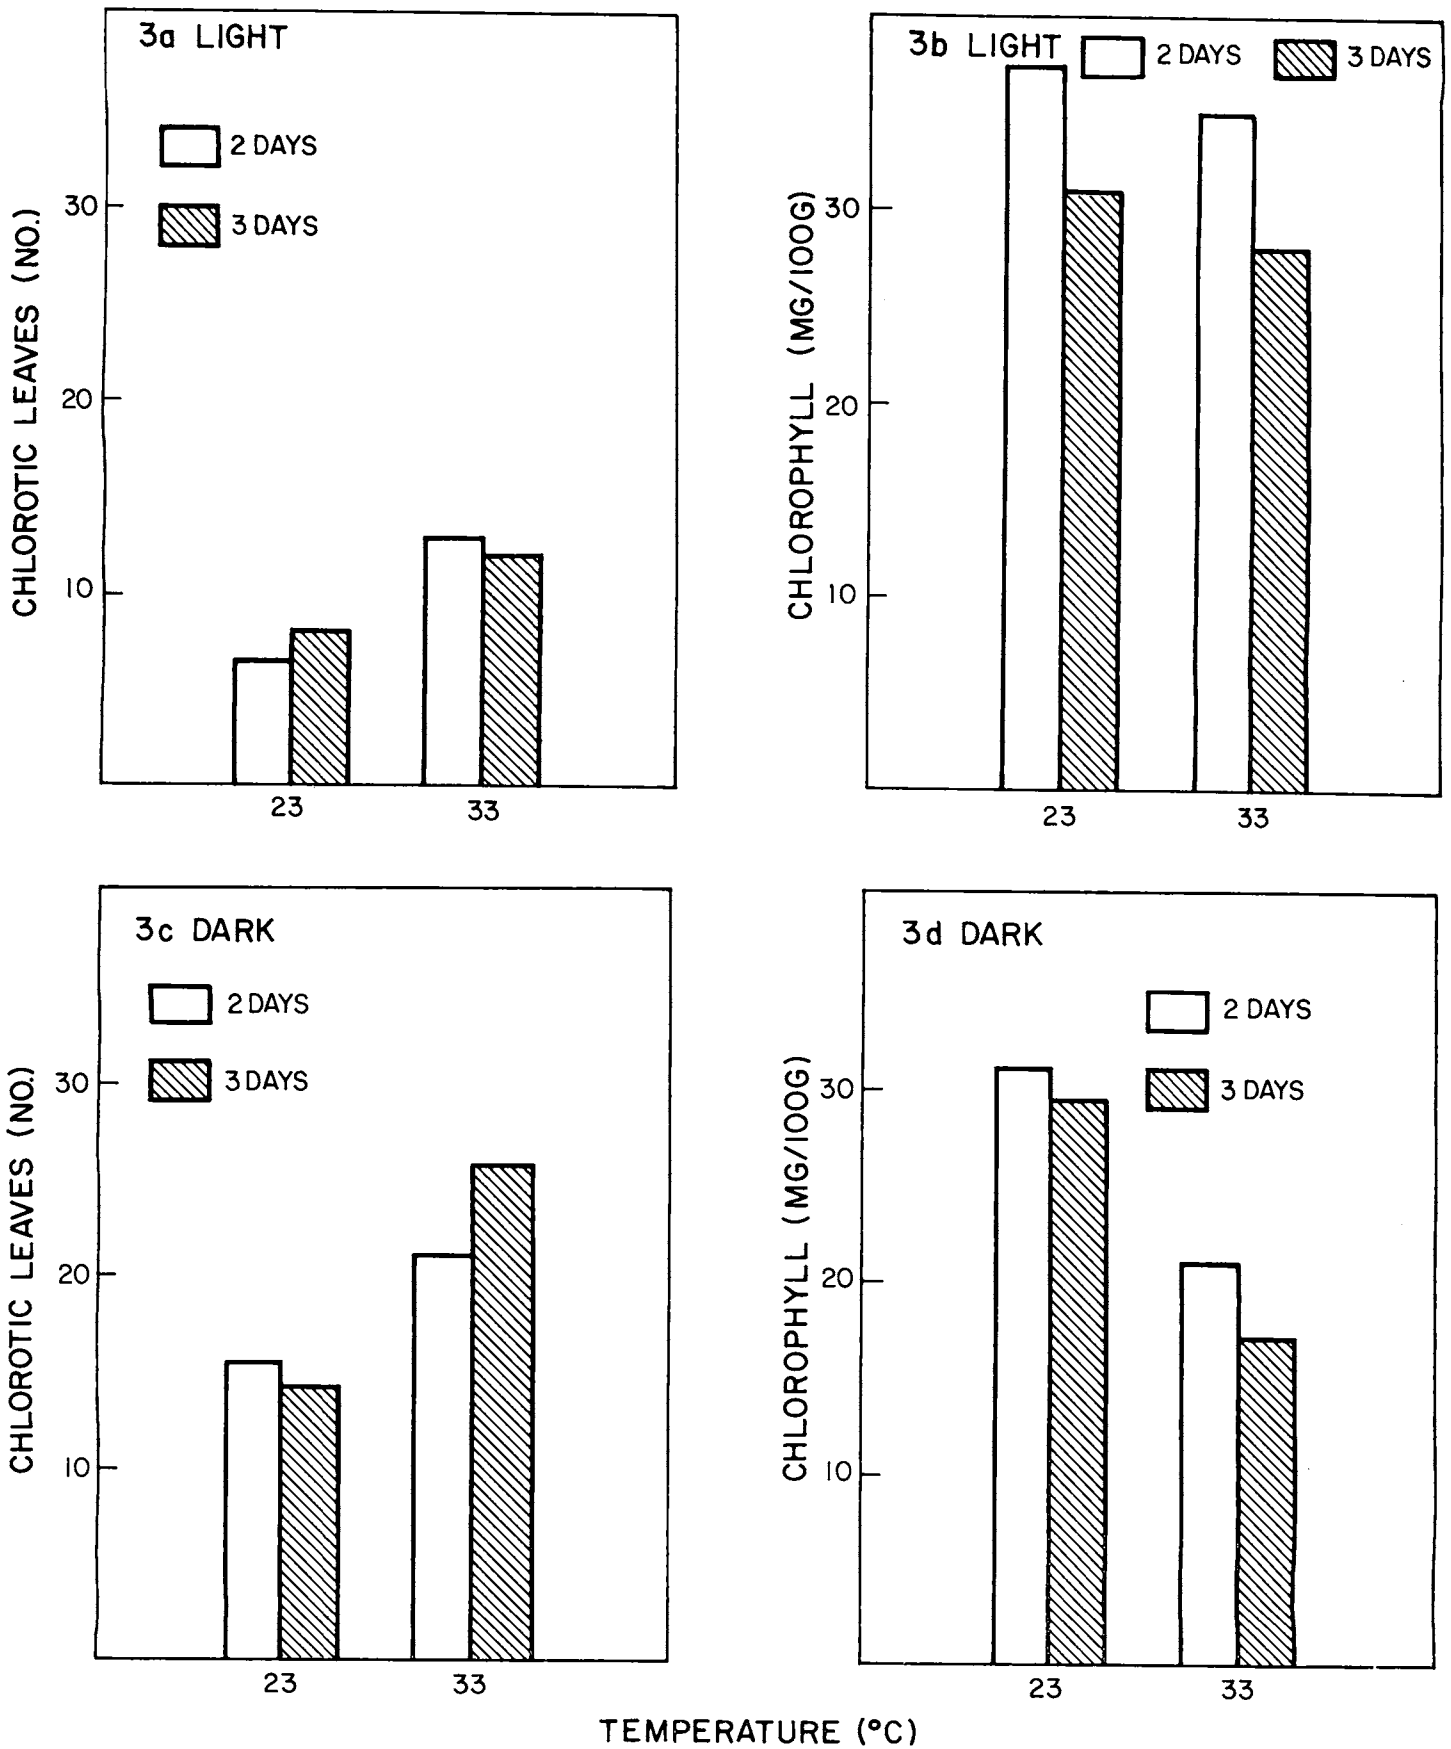 3a LIGHT
2 DAYS
3 DAYS
CHLOROTIC LEAVES (NO.)
30
20
10
23
33
3b LIGHT
2 DAYS
3 DAYS
CHLOROPHYLL (MG/100G)
30
20
10
23
33
3c DARK
2 DAYS
3 DAYS
CHLOROTIC LEAVES (NO.)
30
20
10
23
33
3d DARK
2 DAYS
3 DAYS
CHLOROPHYLL (MG/100G)
30
20
10
23
33
TEMPERATURE (°C)